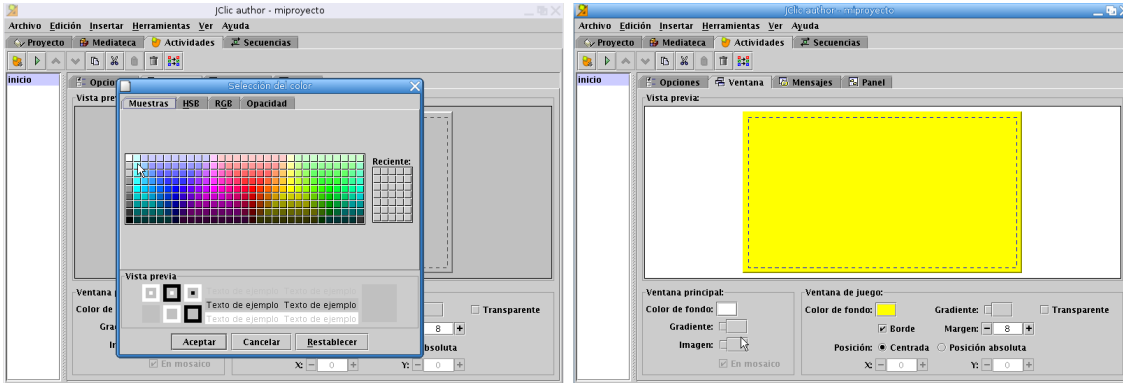 JClic author - miproyecto
Archivo Edición Insertar Herramientas Ver Ayuda
Proyecto Mediateca Actividades Secuencias
inicio
Opcio
Vista pre
Selección del color
Muestras HSB RGB Opacidad
Reciente:
Vista previa
Texto de ejemplo Texto de ejemplo
Texto de ejemplo Texto de ejemplo
Texto de ejemplo Texto de ejemplo
Aceptar Cancelar Restablecer
Ventana p
Color de
Gra
In
Transparente
8
bsoluta
En mosaico
X: 0 Y: 0
JClic author - miproyecto
Archivo Edición Insertar Herramientas Ver Ayuda
Proyecto Mediateca Actividades Secuencias
inicio
Opciones Ventana Mensajes Panel
Vista previa:
Ventana principal:
Color de fondo:
Gradiente:
Imagen:
En mosaico
Ventana de juego:
Color de fondo: Gradiente: Transparente
Borde Margen: 8
Posición: Centrada Posición absoluta
X: 0 Y: 0